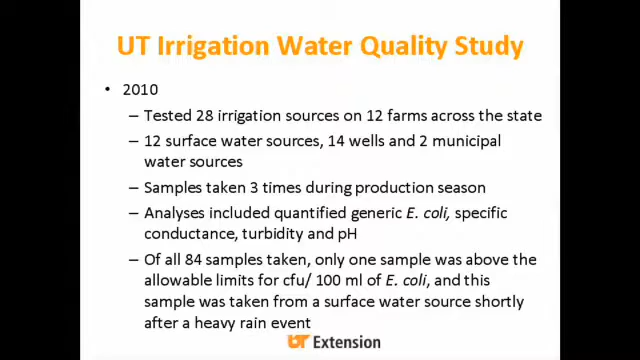 UT Irrigation Water Quality Study
• 2010
– Tested 28 irrigation sources on 12 farms across the state
– 12 surface water sources, 14 wells and 2 municipal
water sources
– Samples taken 3 times during production season
– Analyses included quantified generic E. coli, specific
conductance, turbidity and pH
– Of all 84 samples taken, only one sample was above the
allowable limits for cfu/ 100 ml of E. coli, and this
sample was taken from a surface water source shortly
after a heavy rain event
UT Extension